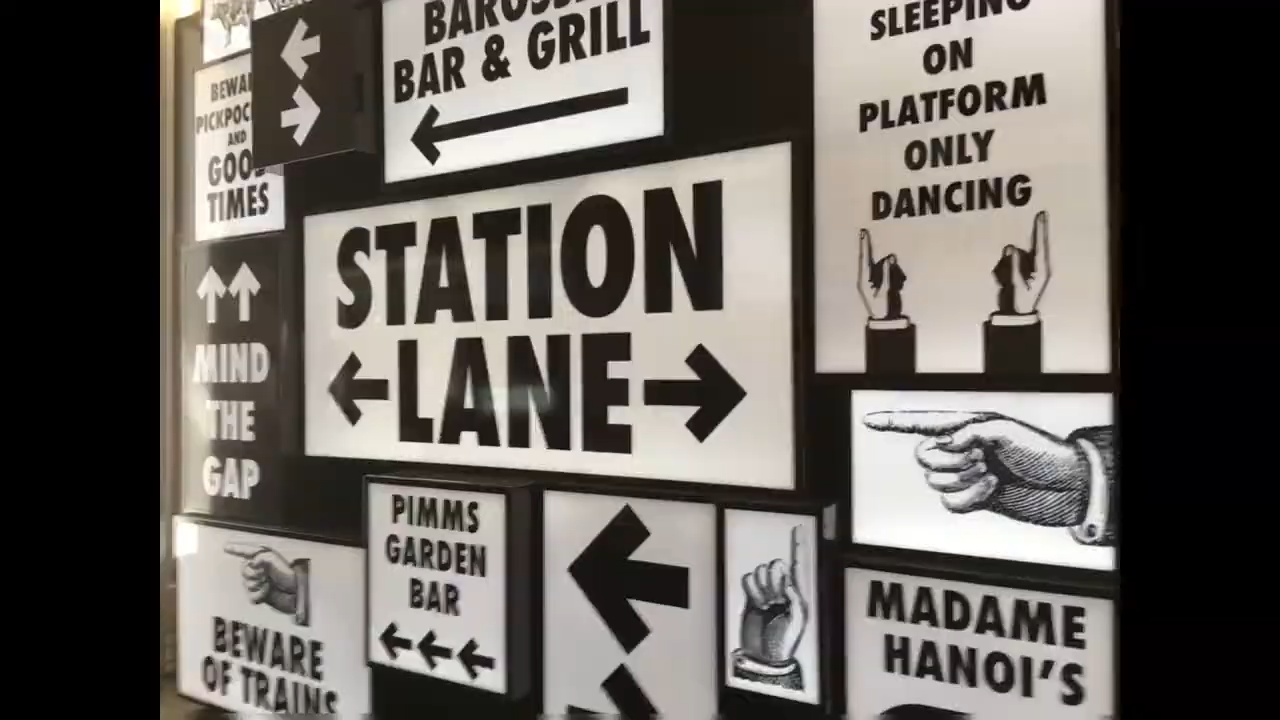 BAR & GRILL
SLEEPING
ON
PLATFORM
ONLY
DANCING
AND
TIMES
STATION
LANE
MIND
THE
GAP
PIMMS
GARDEN
BAR
BEWARE
OF TRAINS
MADAME
HANOI'S